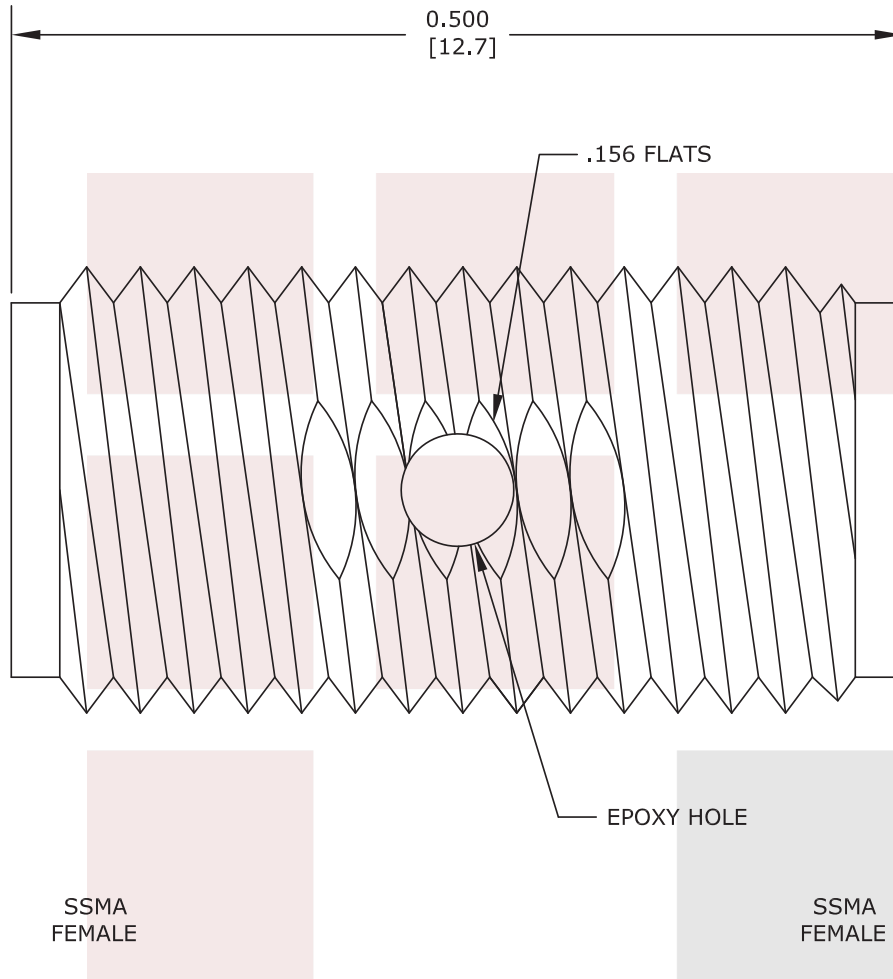 0.500
[12.7]
.156 FLATS
EPOXY HOLE
SSMA
FEMALE
SSMA
FEMALE